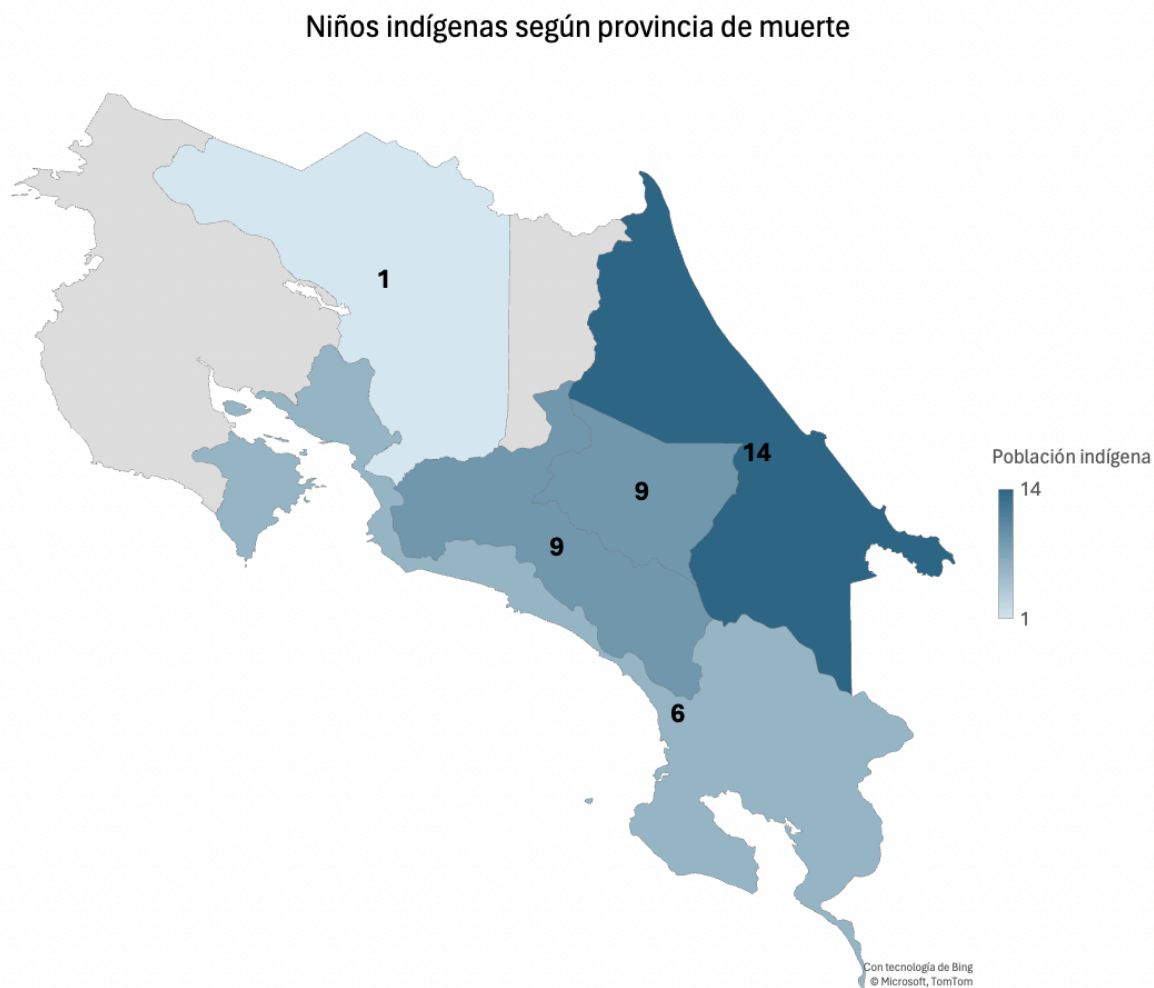 Niños indígenas según provincia de muerte
1
14
9
9
6
Población indígena
14
1
Con tecnología de Bing
© Microsoft, TomTom